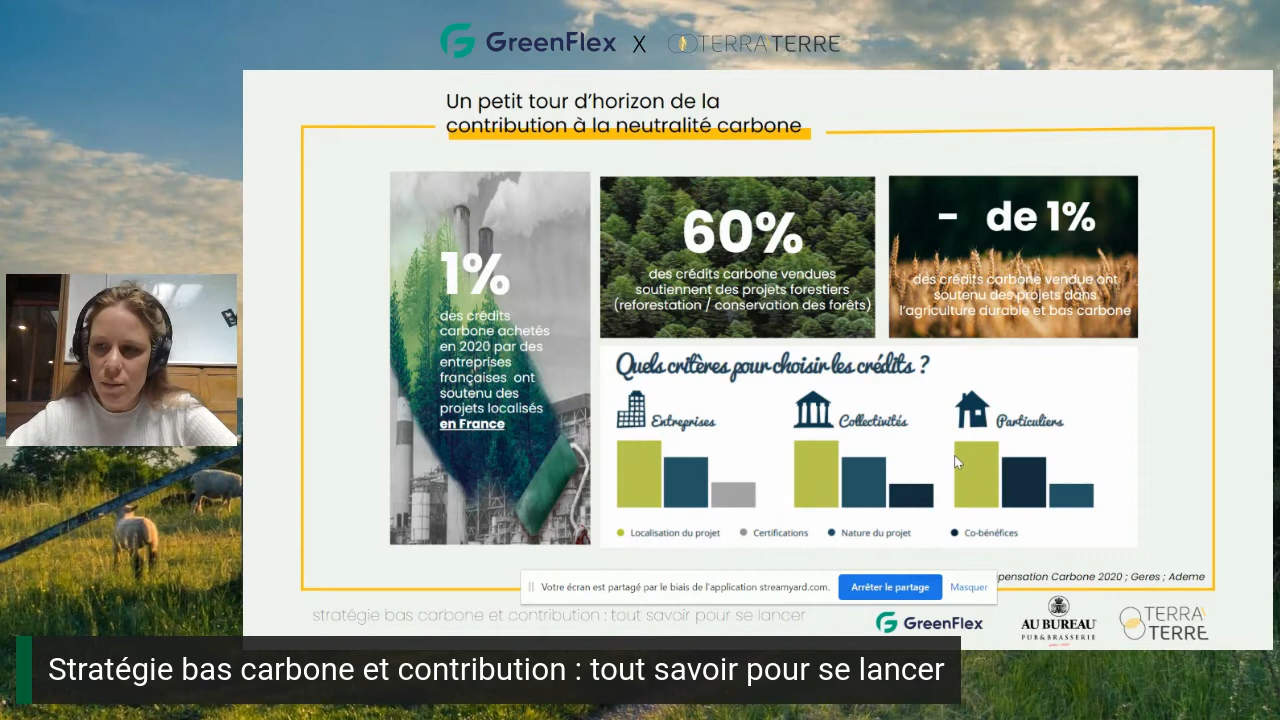 GreenFlex X TERRA TERRE
Un petit tour d'horizon de la
contribution à la neutralité carbone
1%
des crédits
carbone achetés
en 2020 par des
entreprises
françaises ont
soutenu des
projets localisés
en France
60%
des crédits carbone vendues
soutiennent des projets forestiers
(reforestation / conservation des forêts)
- de 1%
des crédits carbone vendue ont
soutenu des projets dans
l'agriculture durable et bas carbone
Quels critères pour choisir les crédits ?
Entreprises
Collectivités
Particuliers
Localisation du projet
Certifications
Nature du projet
Co-bénéfices
Carbone 2020 ; Geres ; Ademe
Votre écran est partagé par le biais de l'application streamyard.com.
Arrêter le partage
Masquer
stratégie bas carbone et contribution : tout savoir pour se lancer
GreenFlex
AU BUREAU
PUB & BRASSERIE
TERRA
TERRE
Stratégie bas carbone et contribution : tout savoir pour se lancer